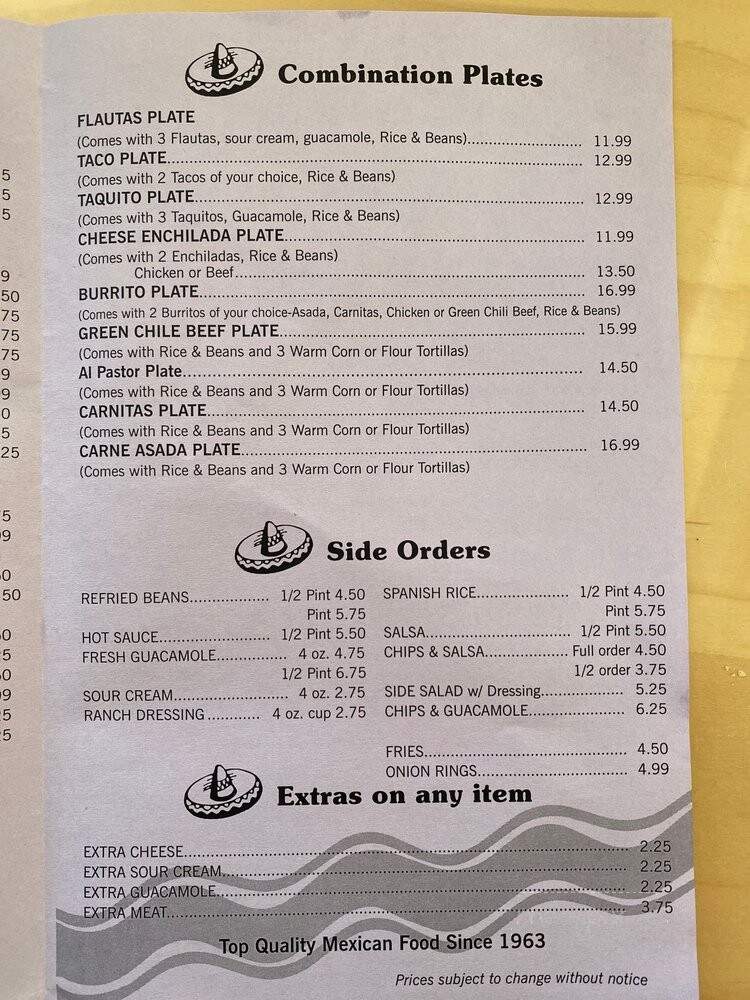 Combination Plates
FLAUTAS PLATE
(Comes with 3 Flautas, sour cream, guacamole, Rice & Beans)............................ 11.99
TACO PLATE.................................................................................... 12.99
(Comes with 2 Tacos of your choice, Rice & Beans)
TAQUITO PLATE............................................................................... 12.99
(Comes with 3 Taquitos, Guacamole, Rice & Beans)
CHEESE ENCHILADA PLATE............................................................ 11.99
(Comes with 2 Enchiladas, Rice & Beans)
Chicken or Beef....................................................................... 13.50
BURRITO PLATE.............................................................................. 16.99
(Comes with 2 Burritos of your choice-Asada, Carnitas, Chicken or Green Chili Beef, Rice & Beans)
GREEN CHILE BEEF PLATE............................................................. 15.99
(Comes with Rice & Beans and 3 Warm Corn or Flour Tortillas)
Al Pastor Plate................................................................................ 14.50
(Comes with Rice & Beans and 3 Warm Corn or Flour Tortillas)
CARNITAS PLATE............................................................................ 14.50
(Comes with Rice & Beans and 3 Warm Corn or Flour Tortillas)
CARNE ASADA PLATE...................................................................... 16.99
(Comes with Rice & Beans and 3 Warm Corn or Flour Tortillas)
Side Orders
REFRIED BEANS.................. 1/2 Pint 4.50
Pint 5.75
HOT SAUCE......................... 1/2 Pint 5.50
FRESH GUACAMOLE................ 4 oz. 4.75
1/2 Pint 6.75
SOUR CREAM.......................... 4 oz. 2.75
RANCH DRESSING............ 4 oz. cup 2.75
SPANISH RICE..................... 1/2 Pint 4.50
Pint 5.75
SALSA................................. 1/2 Pint 5.50
CHIPS & SALSA................... Full order 4.50
1/2 order 3.75
SIDE SALAD w/ Dressing................... 5.25
CHIPS & GUACAMOLE...................... 6.25
FRIES.............................................. 4.50
ONION RINGS.................................. 4.99
Extras on any item
EXTRA CHEESE.................................................................................. 2.25
EXTRA SOUR CREAM......................................................................... 2.25
EXTRA GUACAMOLE.......................................................................... 2.25
EXTRA MEAT..................................................................................... 3.75
Top Quality Mexican Food Since 1963
Prices subject to change without notice